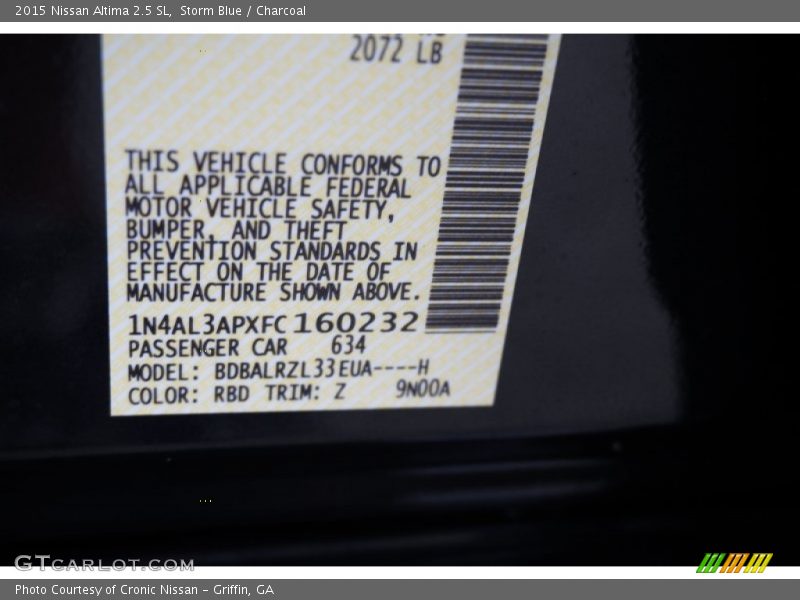 2015 Nissan Altima 2.5 SL,  Storm Blue / Charcoal
2072 LB
THIS VEHICLE CONFORMS TO
ALL APPLICABLE FEDERAL
MOTOR VEHICLE SAFETY,
BUMPER, AND THEFT
PREVENTION STANDARDS IN
EFFECT ON THE DATE OF
MANUFACTURE SHOWN ABOVE.
1N4AL3APXFC160232
PASSENGER CAR 634
MODEL: BDBALRZL33EUA----H
COLOR: RBD TRIM: Z 9N00A
GTCARLOT.COM
Photo Courtesy of Cronic Nissan - Griffin, GA